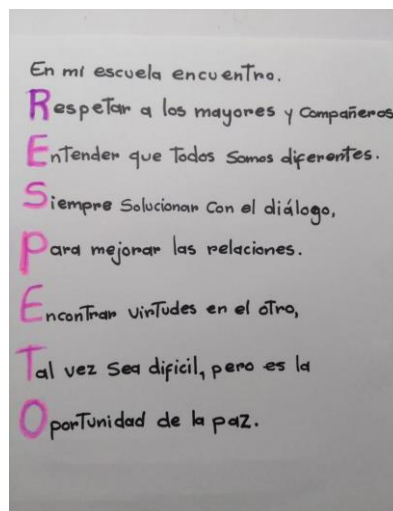 En mi escuela encuentro.
Respetar a los mayores y Compañeros
Entender que Todos Somos diferentes.
Siempre Solucionar Con el diálogo,
Para mejorar las relaciones.
Encontrar virtudes en el otro,
Tal vez Sea dificil, pero es la
Oportunidad de la paz.